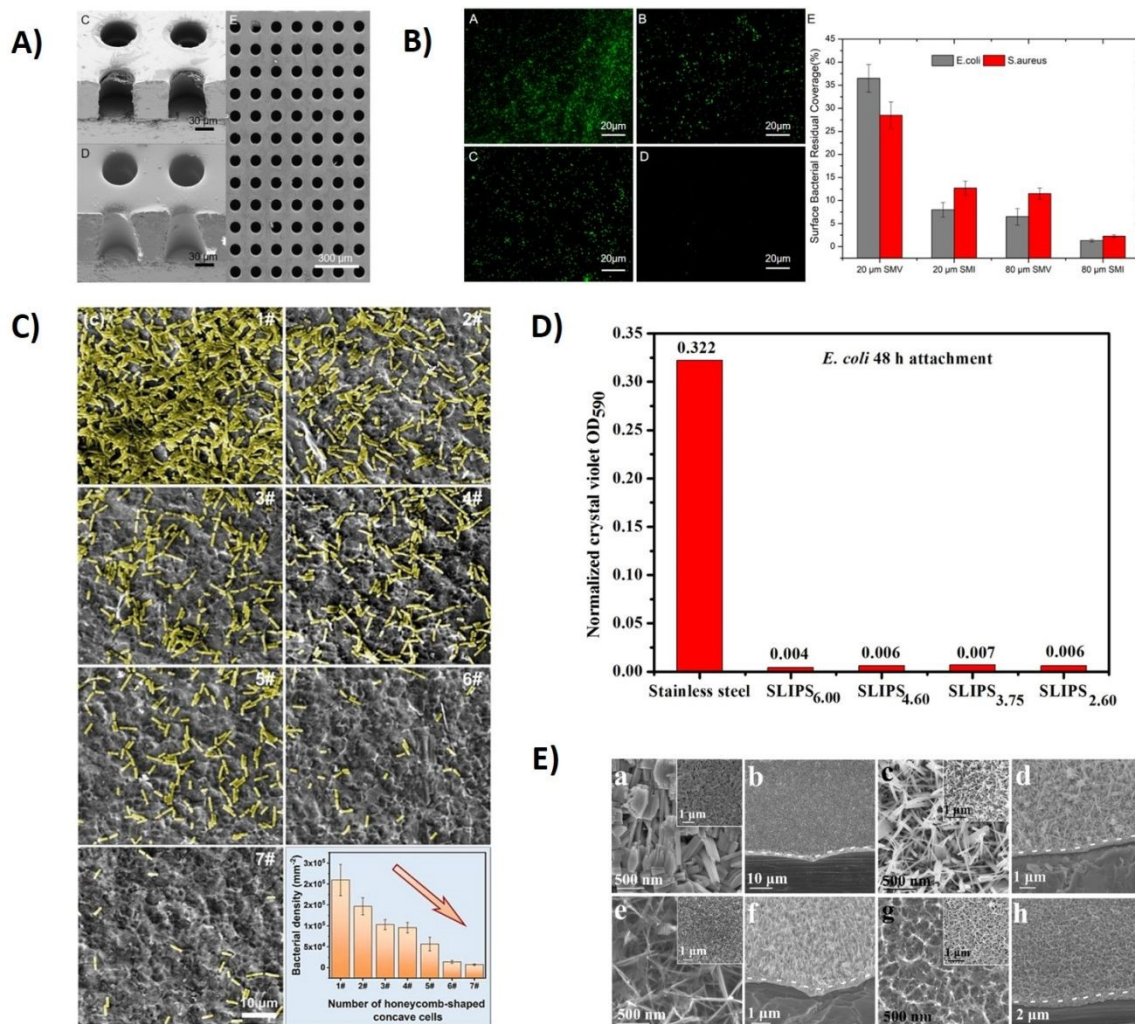 A)
C
30 µm
D
30 µm
E
300 µm
B)
A
20µm
B
20µm
C
20µm
D
20µm
E
Surface Bacterial Residual Coverage(%)
45
40
35
30
25
20
15
10
5
0
E.coli
S.aureus
20 µm SMV
20 µm SMI
80 µm SMV
80 µm SMI
C)
(c)
1#
2#
3#
4#
5#
6#
7#
10 µm
Bacterial density (mm⁻²)
3x10⁵
2x10⁵
1x10⁵
5x10⁴
0
1# 2# 3# 4# 5# 6# 7#
Number of honeycomb-shaped
concave cells
D)
Normalized crystal violet OD590
0.35
0.30
0.25
0.20
0.15
0.10
0.05
0.00
E. coli 48 h attachment
0.322
0.004
0.006
0.007
0.006
Stainless steel
SLIPS6.00
SLIPS4.60
SLIPS3.75
SLIPS2.60
E)
a
1 µm
500 nm
b
10 µm
c
1 µm
500 nm
d
1 µm
e
1 µm
500 nm
f
1 µm
g
1 µm
500 nm
h
2 µm